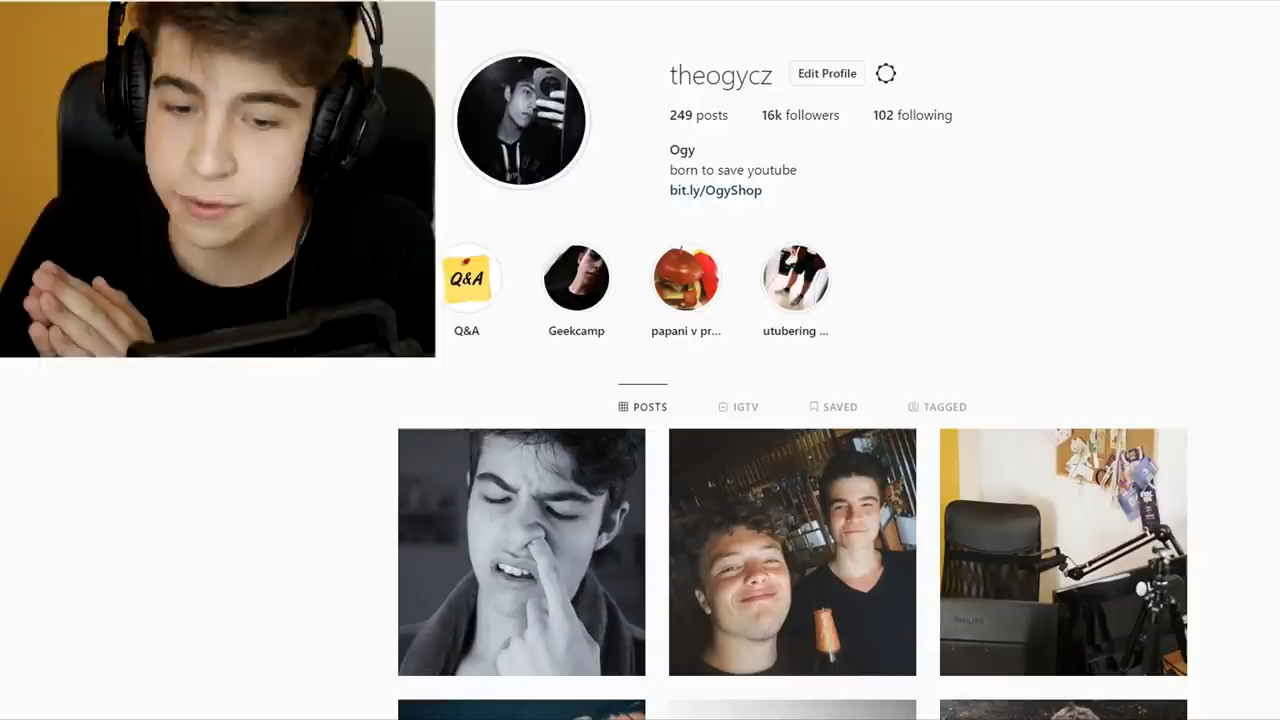 theogycz Edit Profile
249 posts 16k followers 102 following
Ogy
born to save youtube
bit.ly/OgyShop
Q&A
Q&A Geekcamp papani v pr... utubering ...
POSTS IGTV SAVED TAGGED
PHILIPS